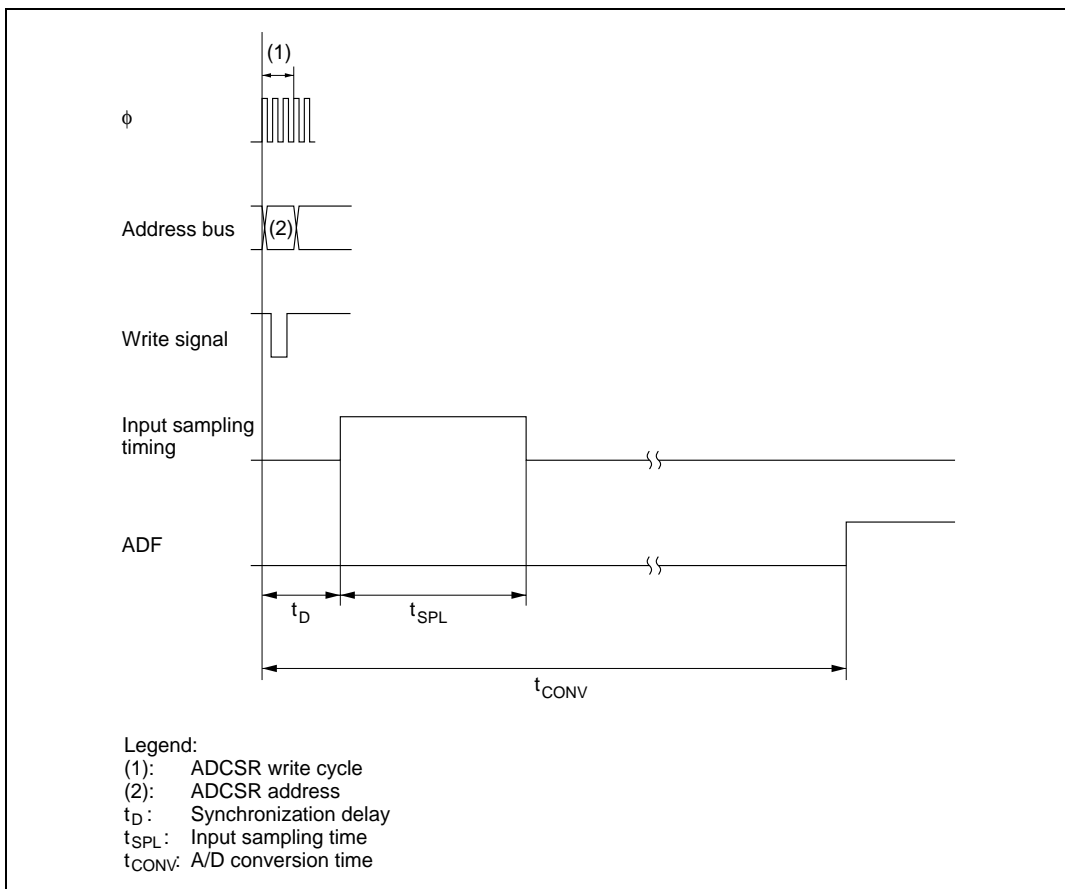 (1)
ϕ
Address bus
(2)
Write signal
Input sampling
timing
ADF
tD
tSPL
tCONV
Legend:
(1): ADCSR write cycle
(2): ADCSR address
tD : Synchronization delay
tSPL : Input sampling time
tCONV: A/D conversion time